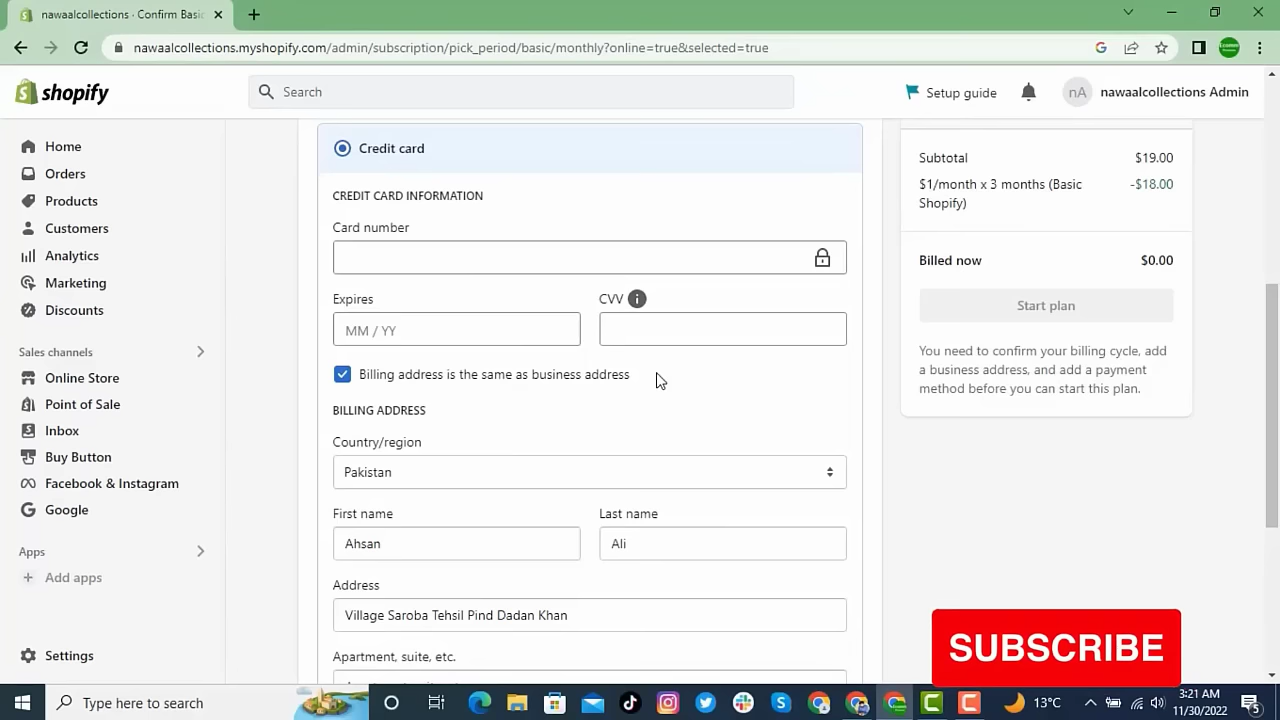 nawaalcollections · Confirm Basic
nawaalcollections.myshopify.com/admin/subscription/pick_period/basic/monthly?online=true&selected=true
shopify
Search
Setup guide
nA
nawaalcollections Admin
Home
Orders
Products
Customers
Analytics
Marketing
Discounts
Sales channels
Online Store
Point of Sale
Inbox
Buy Button
Facebook & Instagram
Google
Apps
Add apps
Settings
Credit card
CREDIT CARD INFORMATION
Card number
Expires
CVV
MM / YY
Billing address is the same as business address
BILLING ADDRESS
Country/region
Pakistan
First name
Last name
Ahsan
Ali
Address
Village Saroba Tehsil Pind Dadan Khan
Apartment, suite, etc.
Subtotal $19.00
$1/month x 3 months (Basic -$18.00
Shopify)
Billed now $0.00
Start plan
You need to confirm your billing cycle, add
a business address, and add a payment
method before you can start this plan.
SUBSCRIBE
Type here to search
13°C
3:21 AM
11/30/2022
5